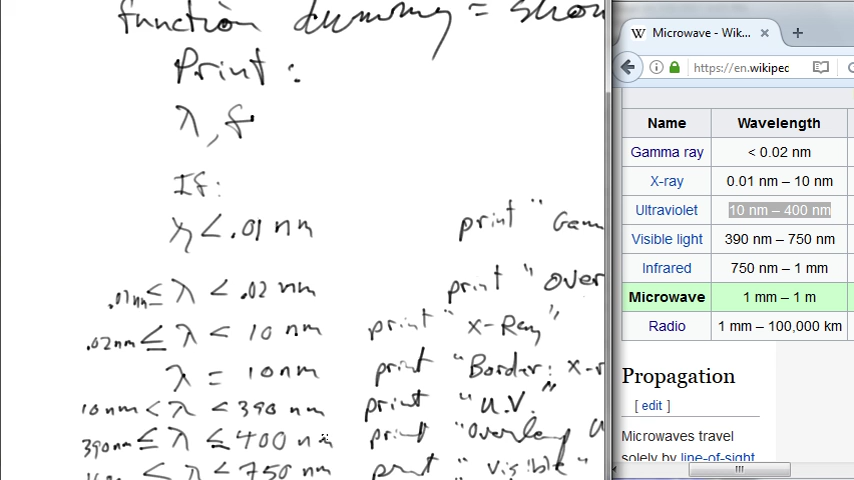 function dummy = show
Print :
λ, f
If:
λ < .01 nm print " Gam
.01nm ≤ λ < .02 nm print " over
.02nm ≤ λ < 10 nm print " X-Ray "
λ = 10nm print "Border: x-r
10nm < λ < 390 nm print "U.V."
390nm ≤ λ ≤ 400 nm print "overlap U
≤ λ < 750 nm print " visible "
W Microwave - Wik... × +
https://en.wikipec
Name Wavelength
Gamma ray < 0.02 nm
X-ray 0.01 nm – 10 nm
Ultraviolet 10 nm – 400 nm
Visible light 390 nm – 750 nm
Infrared 750 nm – 1 mm
Microwave 1 mm – 1 m
Radio 1 mm – 100,000 km
Propagation
[ edit ]
Microwaves travel
solely by line-of-sight